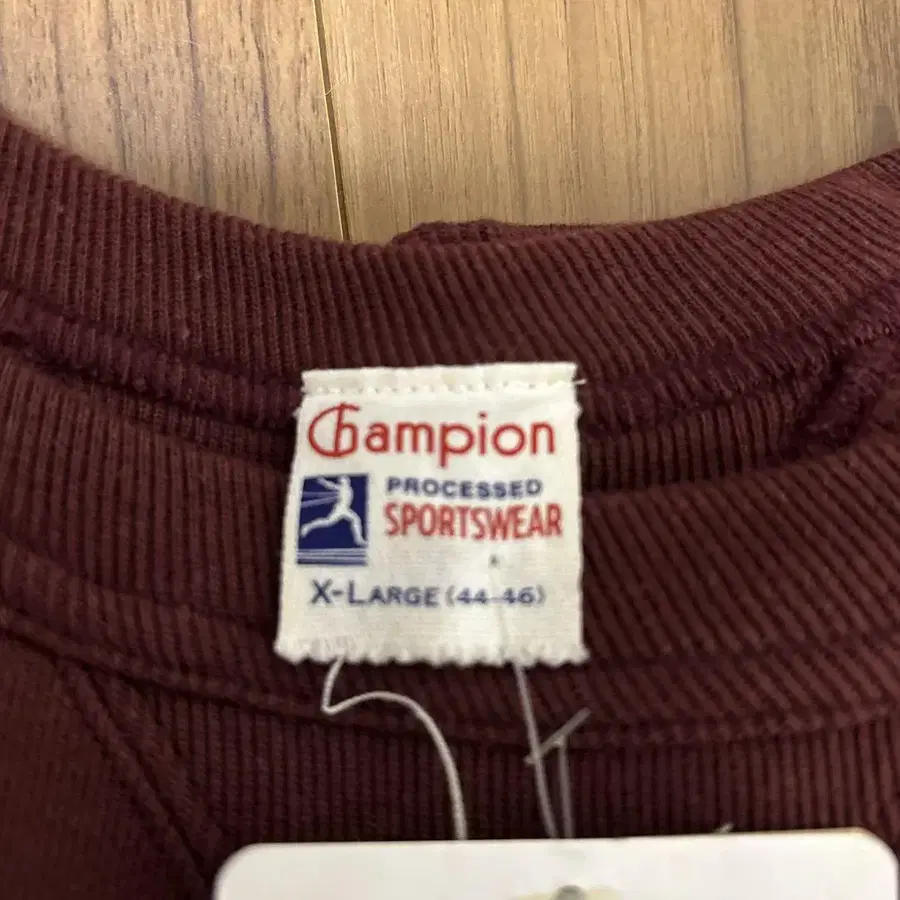 Champion
PROCESSED
SPORTSWEAR
X-LARGE (44-46)